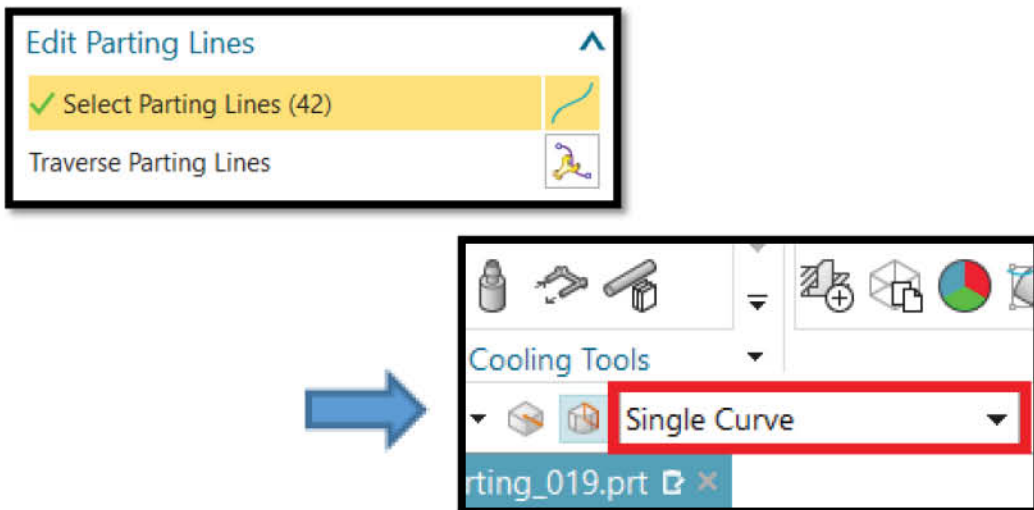 Edit Parting Lines
Select Parting Lines (42)
Traverse Parting Lines
Cooling Tools
Single Curve
rting_019.prt